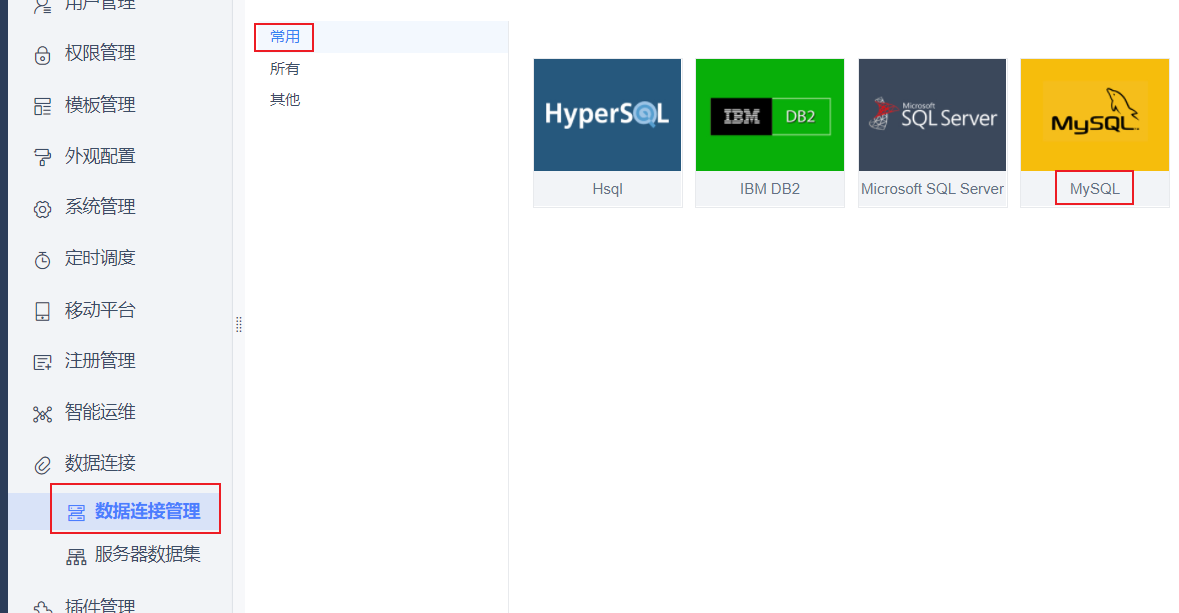 用户管理
权限管理
模板管理
外观配置
系统管理
定时调度
移动平台
注册管理
智能运维
数据连接
数据连接管理
服务器数据集
插件管理
常用
所有
其他
HyperSQL
IBM DB2
Microsoft
SQL Server
MySQL
Hsql
IBM DB2
Microsoft SQL Server
MySQL